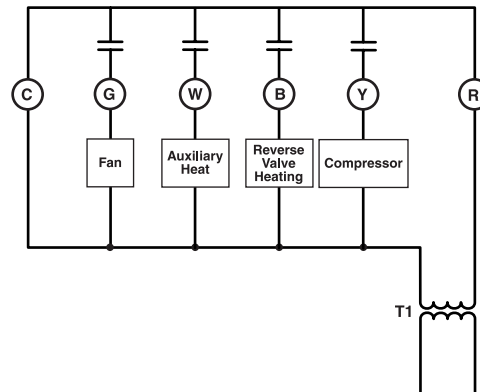 C
G
W
B
Y
R
Fan
Auxiliary
Heat
Reverse
Valve
Heating
Compressor
T1